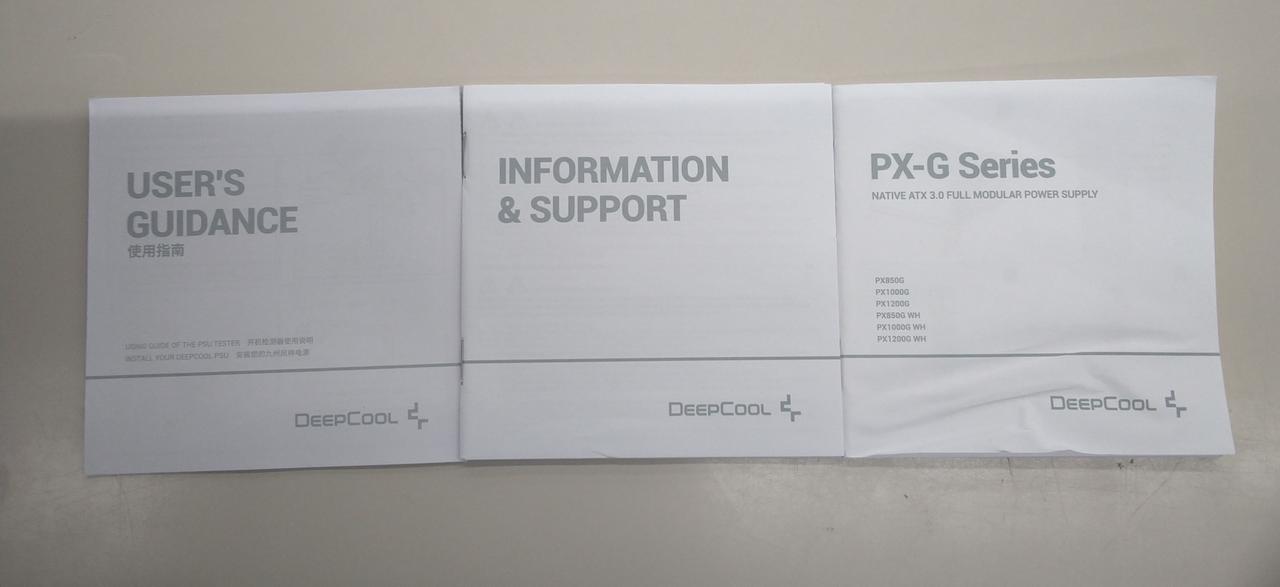 USER'S
GUIDANCE
使用指南
USING GUIDE OF THE PSU TESTER 开机检测器使用说明
INSTALL YOUR DEEPCOOL PSU 安装您的九州风神电源
DEEPCOOL
INFORMATION
& SUPPORT
DEEPCOOL
PX-G Series
NATIVE ATX 3.0 FULL MODULAR POWER SUPPLY
PX850G
PX1000G
PX1200G
PX850G WH
PX1000G WH
PX1200G WH
DEEPCOOL